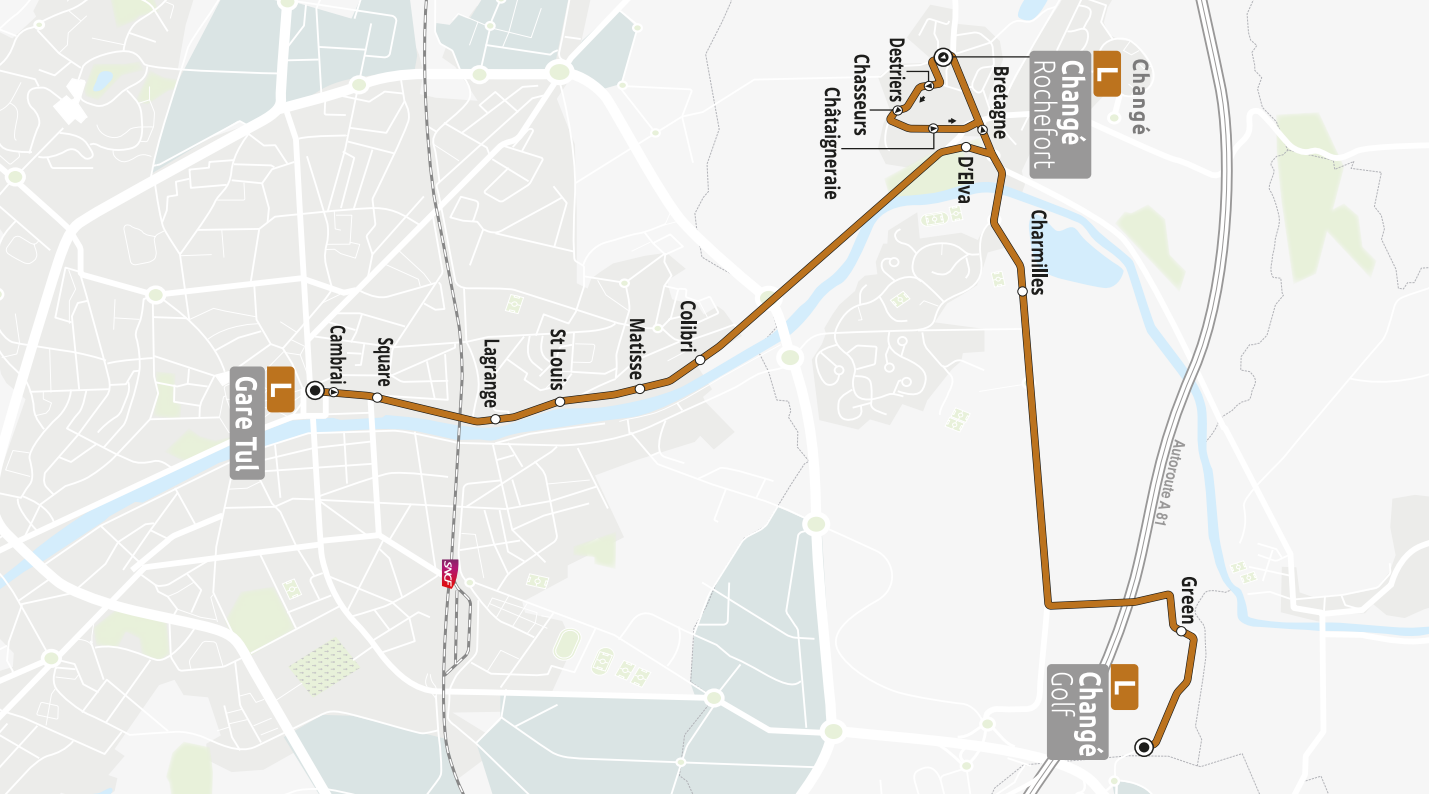 Changé
L
Changé
Rochefort
Bretagne
Destriers
Chasseurs
Châtaigneraie
D'Elva
Charmilles
Colibri
Matisse
St Louis
Lagrange
Square
Cambrai
L
Gare Tul
Autoroute A 81
SNCF
Green
L
Changé
Golf